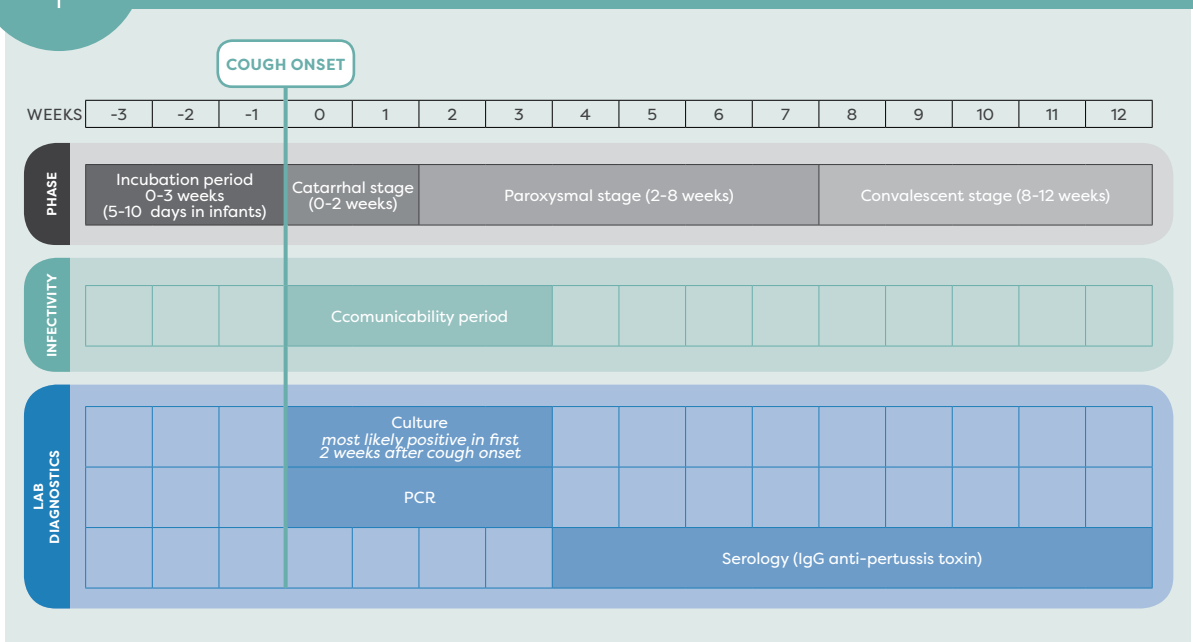 COUGH ONSET
WEEKS -3 -2 -1 0 1 2 3 4 5 6 7 8 9 10 11 12
PHASE
Incubation period
0-3 weeks
(5-10 days in infants)
Catarrhal stage
(0-2 weeks)
Paroxysmal stage (2-8 weeks)
Convalescent stage (8-12 weeks)
INFECTIVITY
Ccomunicability period
LAB
DIAGNOSTICS
Culture
most likely positive in first
2 weeks after cough onset
PCR
Serology (IgG anti-pertussis toxin)